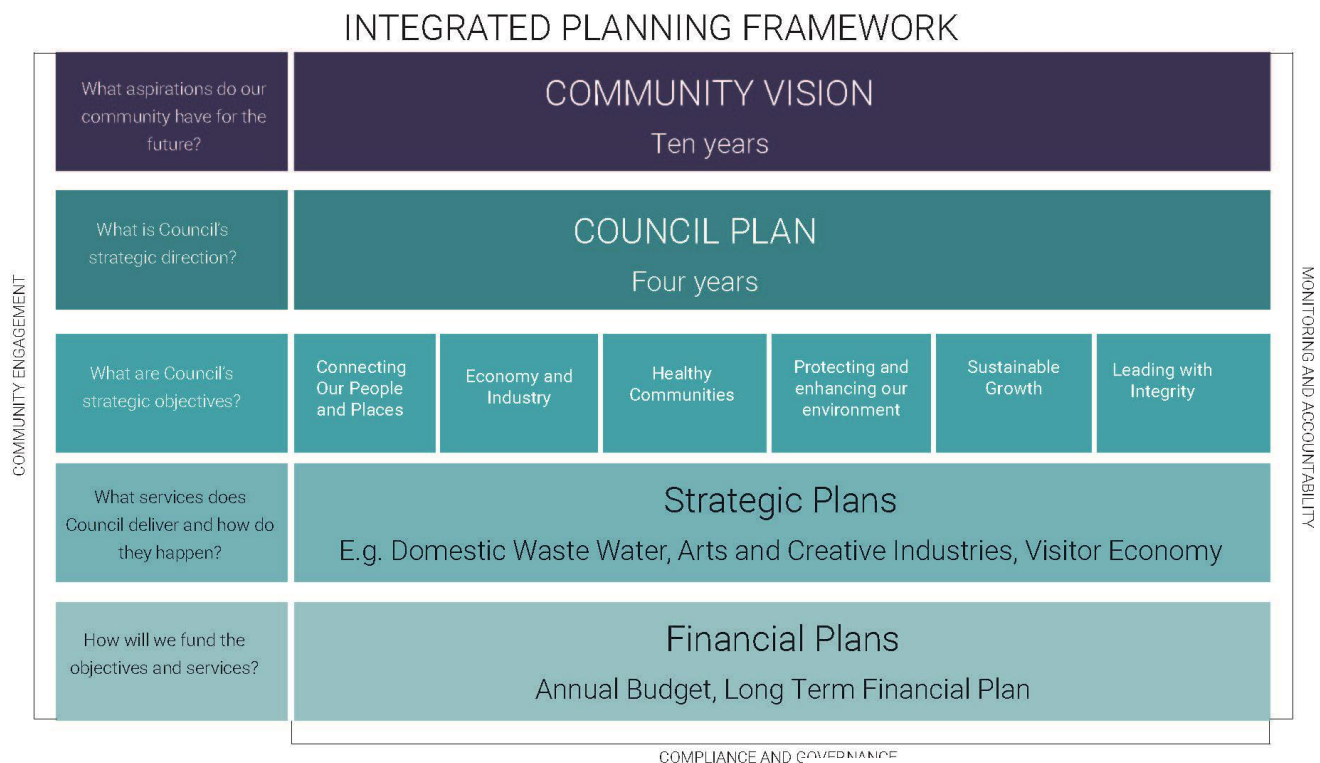 INTEGRATED PLANNING FRAMEWORK
What aspirations do our
community have for the
future?
COMMUNITY VISION
Ten years
What is Council's
strategic direction?
COUNCIL PLAN
Four years
What are Council's
strategic objectives?
Connecting
Our People
and Places
Economy and
Industry
Healthy
Communities
Protecting and
enhancing our
environment
Sustainable
Growth
Leading with
Integrity
What services does
Council deliver and how do
they happen?
Strategic Plans
E.g. Domestic Waste Water, Arts and Creative Industries, Visitor Economy
How will we fund the
objectives and services?
Financial Plans
Annual Budget, Long Term Financial Plan
COMMUNITY ENGAGEMENT
MONITORING AND ACCOUNTABILITY
COMPLIANCE AND GOVERNANCE